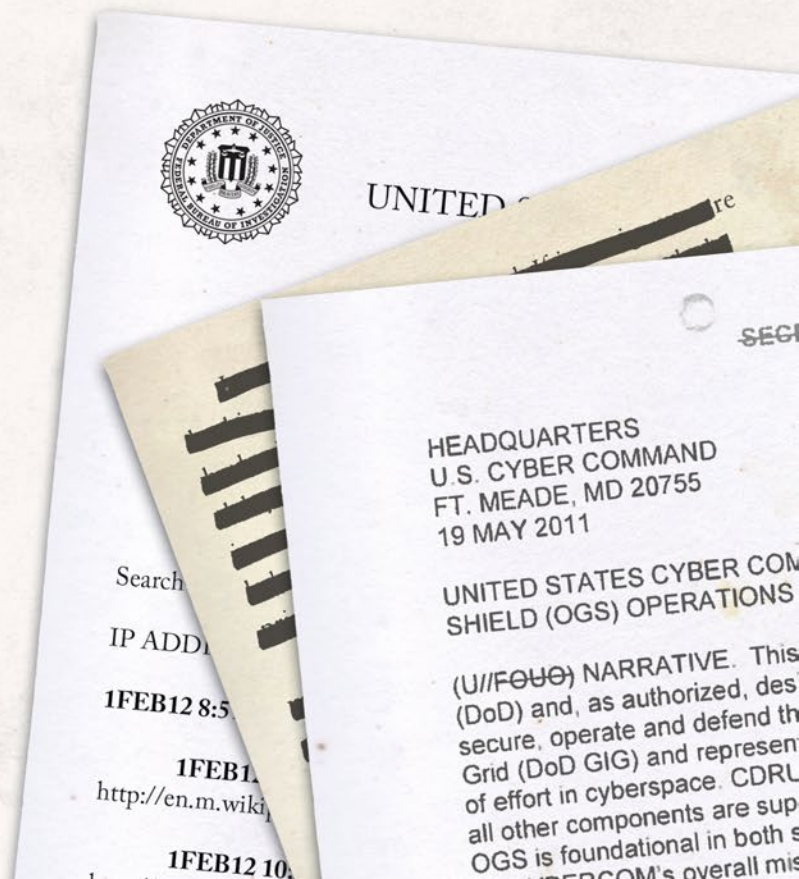 DEPARTMENT OF JUSTICE
FEDERAL BUREAU OF INVESTIGATION
UNITED
re
Search
IP ADD
1FEB12 8:5
1FEB1
http://en.m.wiki
1FEB12 10:
HEADQUARTERS
U.S. CYBER COMMAND
FT. MEADE, MD 20755
19 MAY 2011
UNITED STATES CYBER COM
SHIELD (OGS) OPERATIONS
(U//FOUO) NARRATIVE. This
(DoD) and, as authorized, des
secure, operate and defend th
Grid (DoD GIG) and represen
of effort in cyberspace. CDRU
all other components are sup
OGS is foundational in both s
overall mis